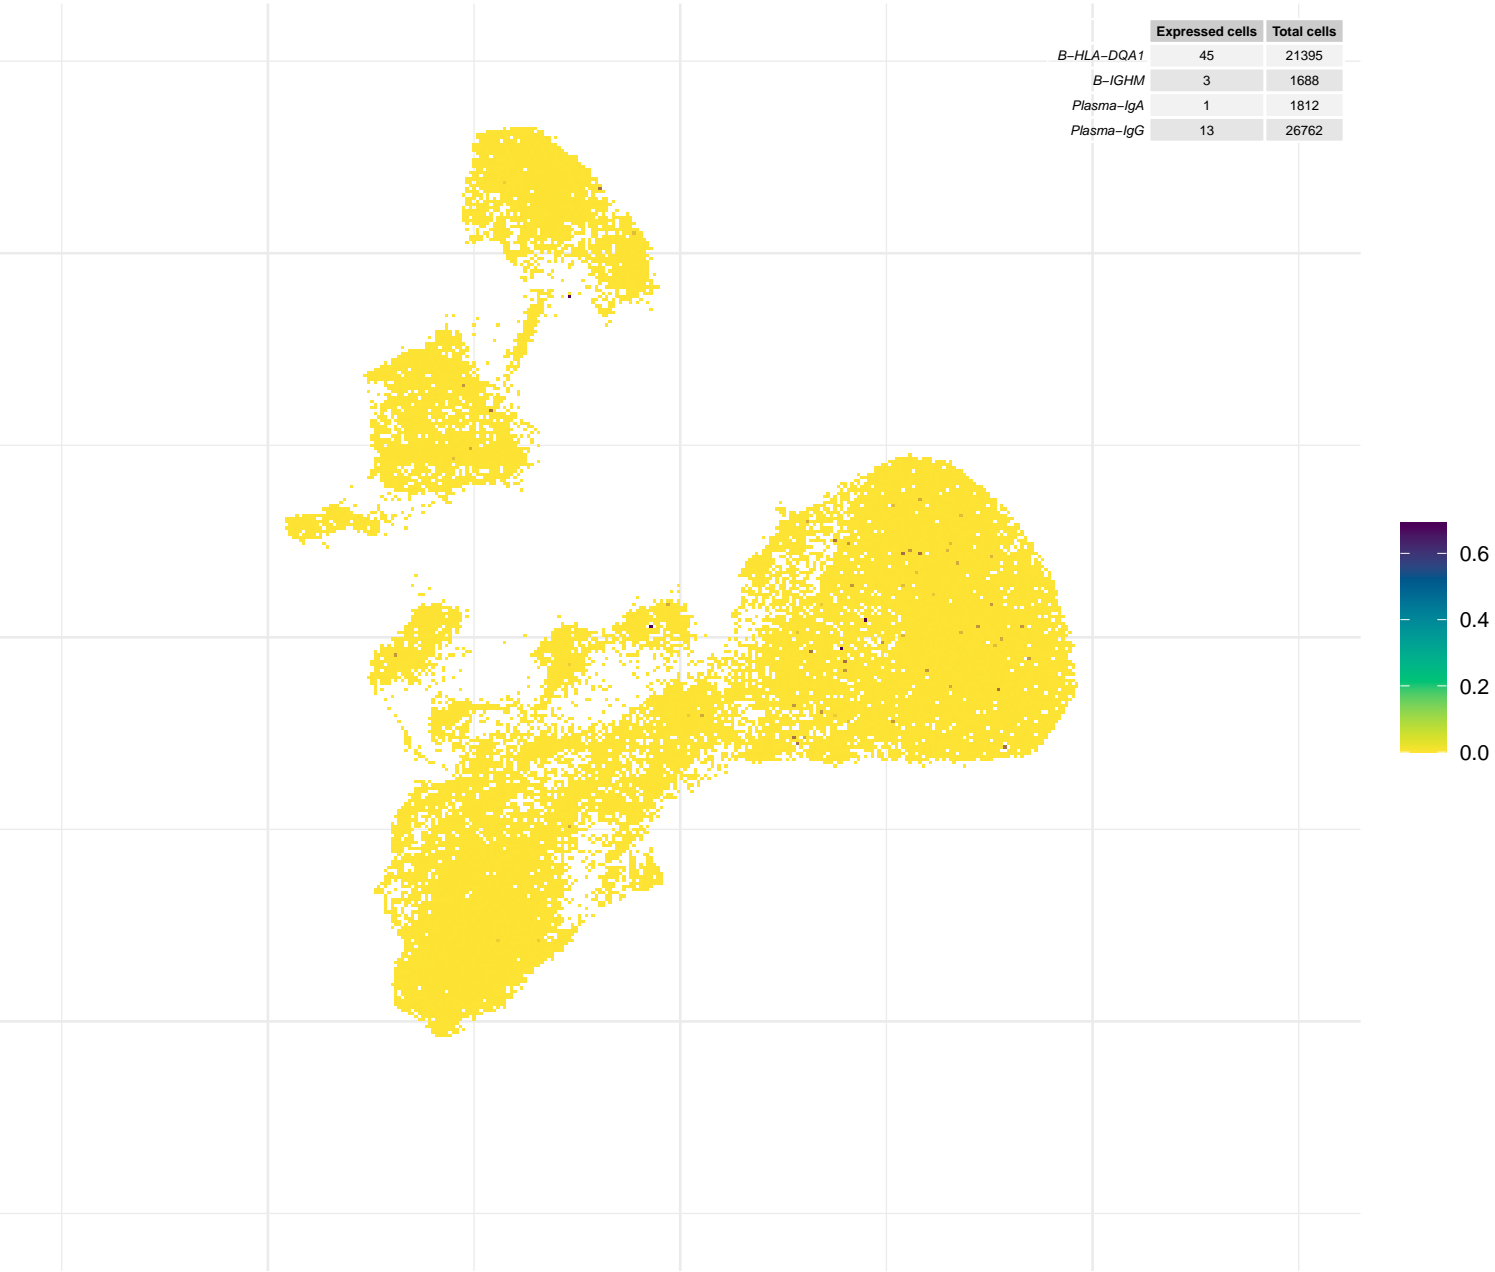 Expressed cells Total cells
B−HLA−DQA1 45 21395
B−IGHM 3 1688
Plasma−IgA 1 1812
Plasma−IgG 13 26762
0.6
0.4
0.2
0.0